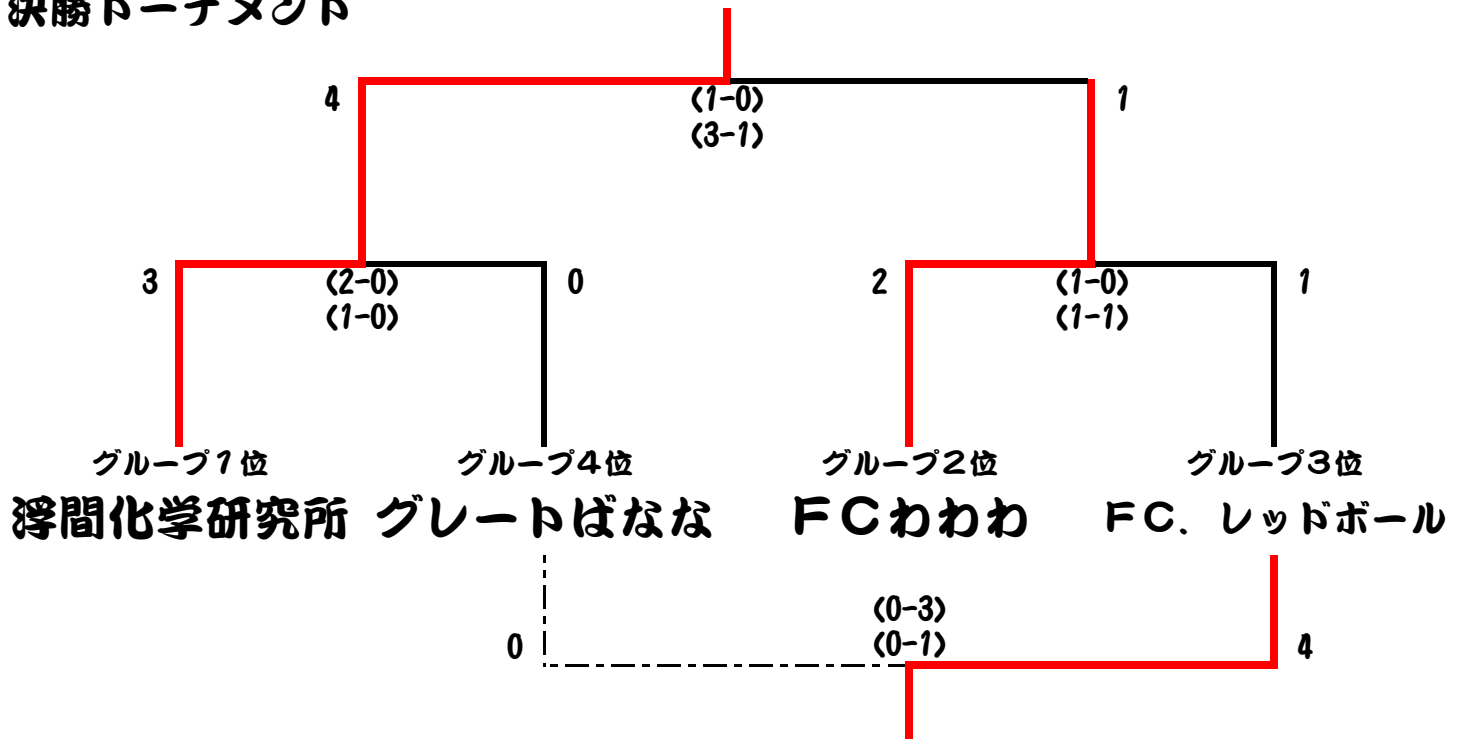 決勝トーナメント
4
(1-0)
1
(3-1)
3
(2-0)
0
2
(1-0)
1
(1-0)
(1-1)
グループ1位
グループ4位
グループ2位
グループ3位
浮間化学研究所
グレートばなな
FCわわわ
FC．レッドボール
(0-3)
0
(0-1)
4